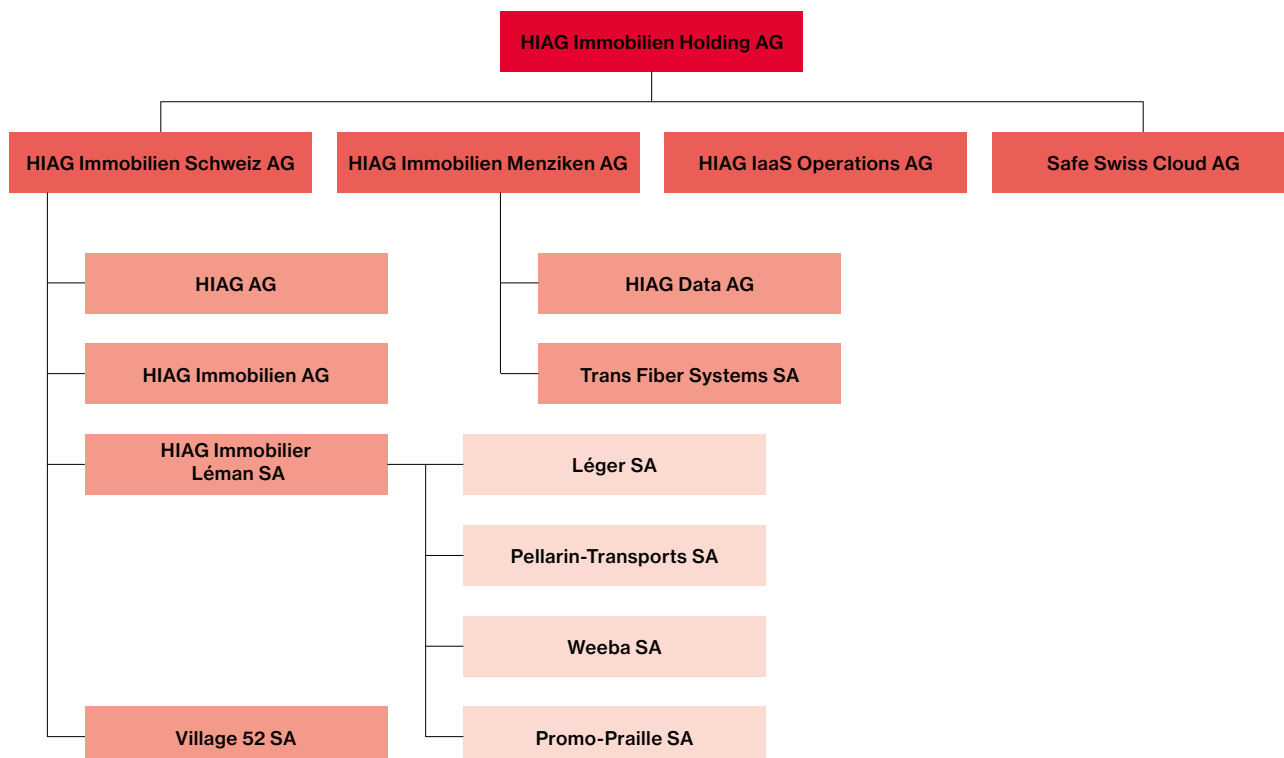 HIAG Immobilien Holding AG
HIAG Immobilien Schweiz AG
HIAG Immobilien Menziken AG
HIAG IaaS Operations AG
Safe Swiss Cloud AG
HIAG AG
HIAG Data AG
HIAG Immobilien AG
Trans Fiber Systems SA
HIAG Immobilier
Léman SA
Léger SA
Pellarin-Transports SA
Weeba SA
Village 52 SA
Promo-Praille SA